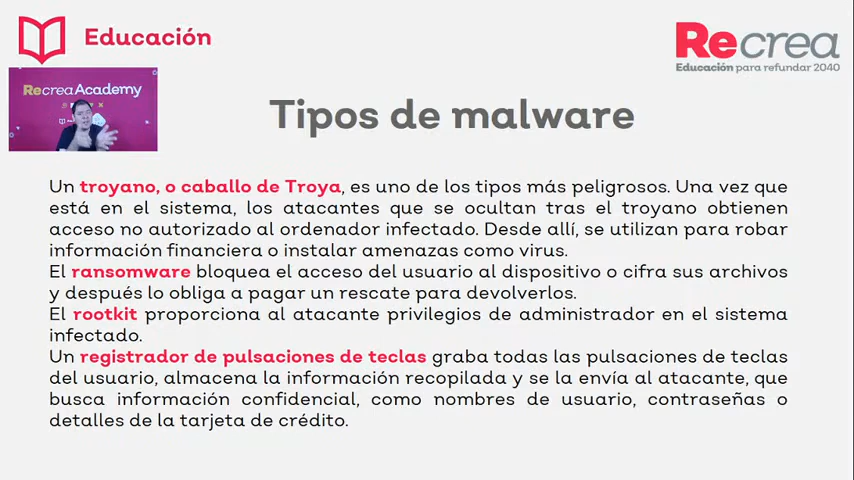 Educación
Recrea
Educación para refundar 2040
Recrea Academy
Tipos de malware
Un troyano, o caballo de Troya, es uno de los tipos más peligrosos. Una vez que
está en el sistema, los atacantes que se ocultan tras el troyano obtienen
acceso no autorizado al ordenador infectado. Desde allí, se utilizan para robar
información financiera o instalar amenazas como virus.
El ransomware bloquea el acceso del usuario al dispositivo o cifra sus archivos
y después lo obliga a pagar un rescate para devolverlos.
El rootkit proporciona al atacante privilegios de administrador en el sistema
infectado.
Un registrador de pulsaciones de teclas graba todas las pulsaciones de teclas
del usuario, almacena la información recopilada y se la envía al atacante, que
busca información confidencial, como nombres de usuario, contraseñas o
detalles de la tarjeta de crédito.